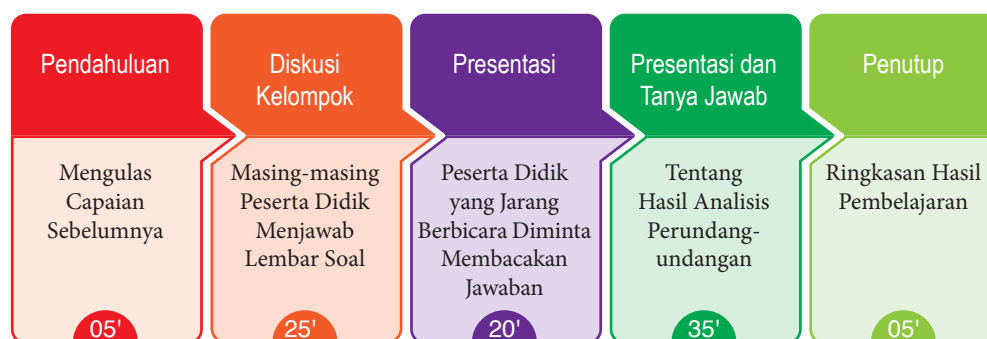 Pendahuluan
Mengulas
Capaian
Sebelumnya
05'
Diskusi
Kelompok
Masing-masing
Peserta Didik
Menjawab
Lembar Soal
25'
Presentasi
Peserta Didik
yang Jarang
Berbicara Diminta
Membacakan
Jawaban
20'
Presentasi dan
Tanya Jawab
Tentang
Hasil Analisis
Perundang-
undangan
35'
Penutup
Ringkasan Hasil
Pembelajaran
05'